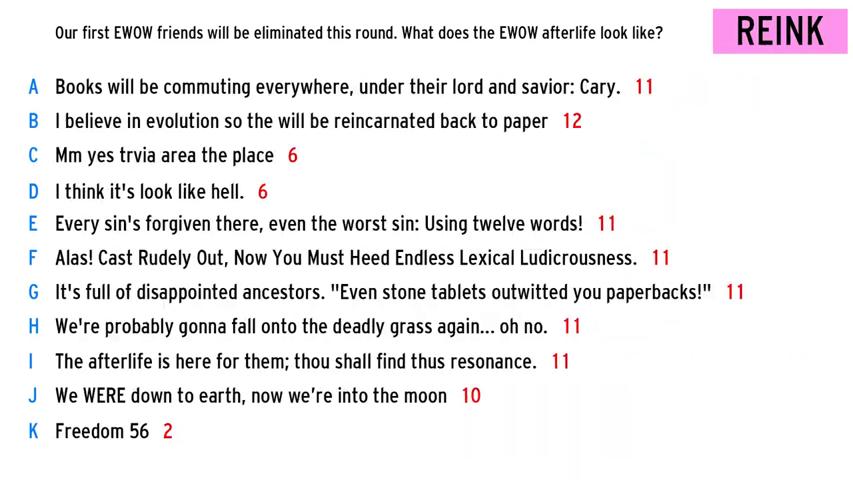 Our first EWOW friends will be eliminated this round. What does the EWOW afterlife look like?
REINK
A Books will be commuting everywhere, under their lord and savior: Cary. 11
B I believe in evolution so the will be reincarnated back to paper 12
C Mm yes trvia area the place 6
D I think it's look like hell. 6
E Every sin's forgiven there, even the worst sin: Using twelve words! 11
F Alas! Cast Rudely Out, Now You Must Heed Endless Lexical Ludicrousness. 11
G It's full of disappointed ancestors. "Even stone tablets outwitted you paperbacks!" 11
H We're probably gonna fall onto the deadly grass again... oh no. 11
I The afterlife is here for them; thou shall find thus resonance. 11
J We WERE down to earth, now we’re into the moon 10
K Freedom 56 2